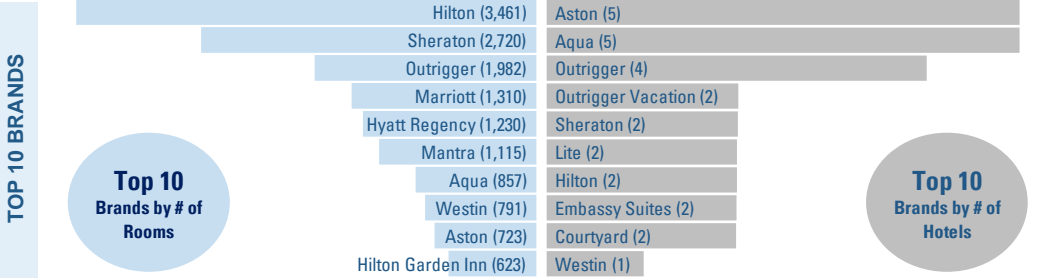 TOP 10 BRANDS
Hilton (3,461)
Sheraton (2,720)
Outrigger (1,982)
Marriott (1,310)
Hyatt Regency (1,230)
Mantra (1,115)
Aqua (857)
Westin (791)
Aston (723)
Hilton Garden Inn (623)
Top 10
Brands by # of
Rooms
Aston (5)
Aqua (5)
Outrigger (4)
Outrigger Vacation (2)
Sheraton (2)
Lite (2)
Hilton (2)
Embassy Suites (2)
Courtyard (2)
Westin (1)
Top 10
Brands by # of
Hotels